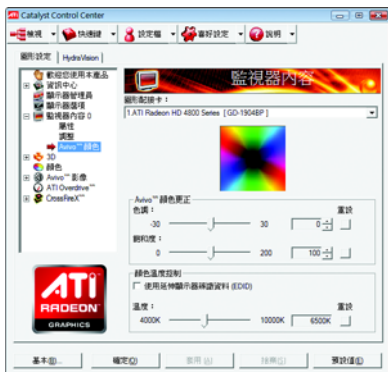 Catalyst Control Center
檢視 快速鍵 設定檔 喜好設定 說明
圖形設定 HydraVision
歡迎您使用本產品
資訊中心
顯示器管理員
顯示器選項
監視器內容 0
屬性
調整
Avivo™ 顏色
3D
顏色
Avivo™ 影像
ATI Overdrive™
CrossFireX™
ATI
RADEON
GRAPHICS
監視器內容
圖形配接卡：
1.ATI Radeon HD 4800 Series [GD-1904BP ]
Avivo™ 顏色更正
色調： 重設
-30 30 0
飽和度：
0 200 100
顏色溫度控制
使用延伸顯示器辨識資料 (EDID)
溫度： 重設
4000K 10000K 6500K
基本(B)... 確定(O) 套用(A) 捨棄(S) 預設值(D)